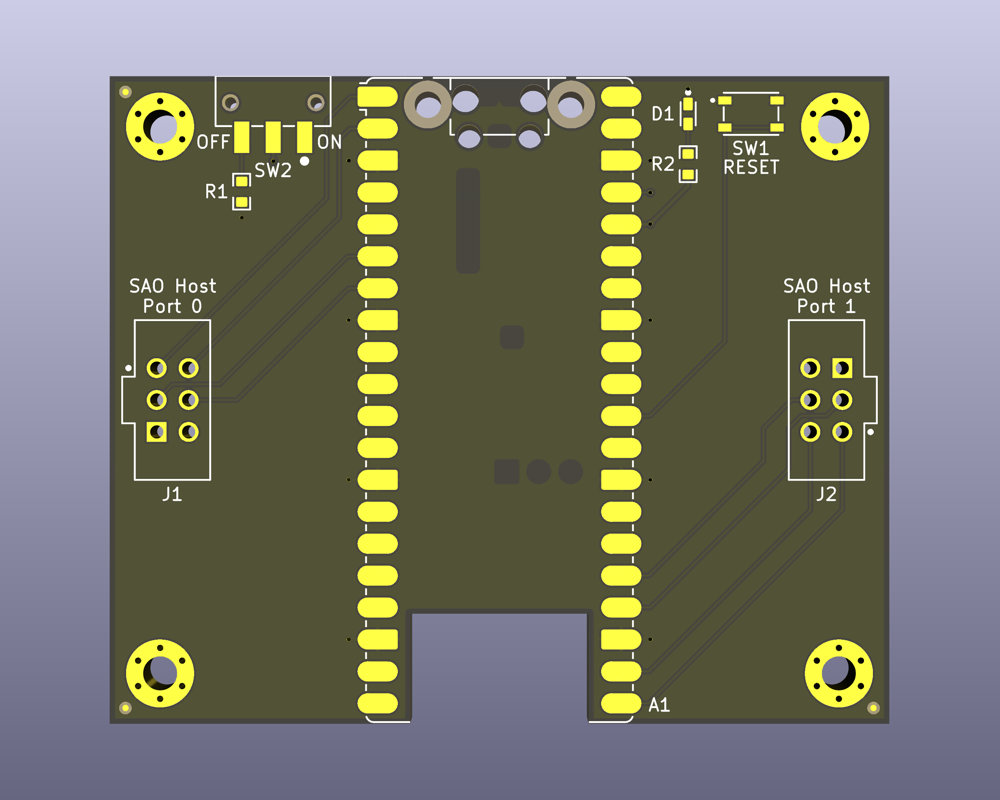 OFF
ON
SW2
R1
D1
R2
SW1
RESET
SAO Host
Port 0
J1
SAO Host
Port 1
J2
A1